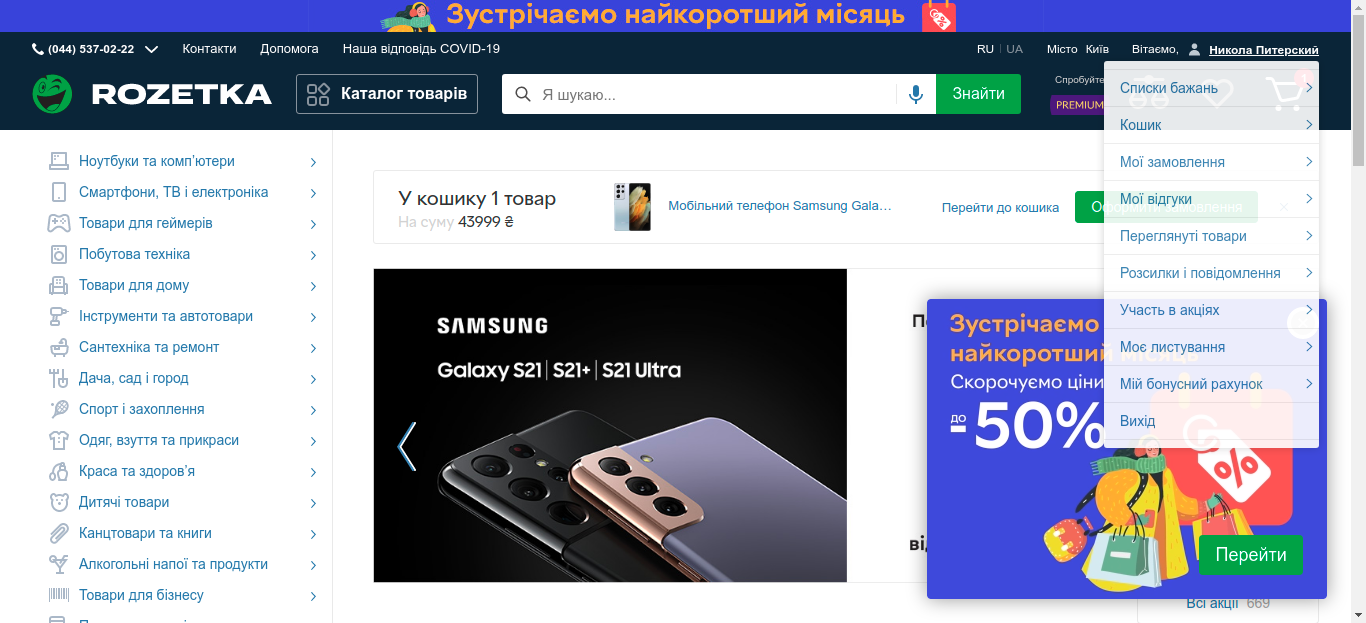 Зустрічаємо найкоротший місяць
(044) 537-02-22
Контакти
Допомога
Наша відповідь COVID-19
RU | UA
Місто Київ
Вітаємо, Никола Питерский
ROZETKA
Каталог товарів
Я шукаю...
Знайти
Спробуйте
PREMIUM
1
Списки бажань
Кошик
Мої замовлення
Мої відгуки
Переглянуті товари
Розсилки і повідомлення
Участь в акціях
Моє листування
Мій бонусний рахунок
Вихід
Ноутбуки та комп'ютери
Смартфони, ТВ і електроніка
Товари для геймерів
Побутова техніка
Товари для дому
Інструменти та автотовари
Сантехніка та ремонт
Дача, сад і город
Спорт і захоплення
Одяг, взуття та прикраси
Краса та здоров'я
Дитячі товари
Канцтовари та книги
Алкогольні напої та продукти
Товари для бізнесу
У кошику 1 товар
На суму 43999 ₴
Мобільний телефон Samsung Gala…
Перейти до кошика
Оформити замовлення
SAMSUNG
Galaxy S21 | S21+ | S21 Ultra
Зустрічаємо
найкоротший місяць
Скорочуємо ціни
до
-50%
%
Перейти
Всі акції 669